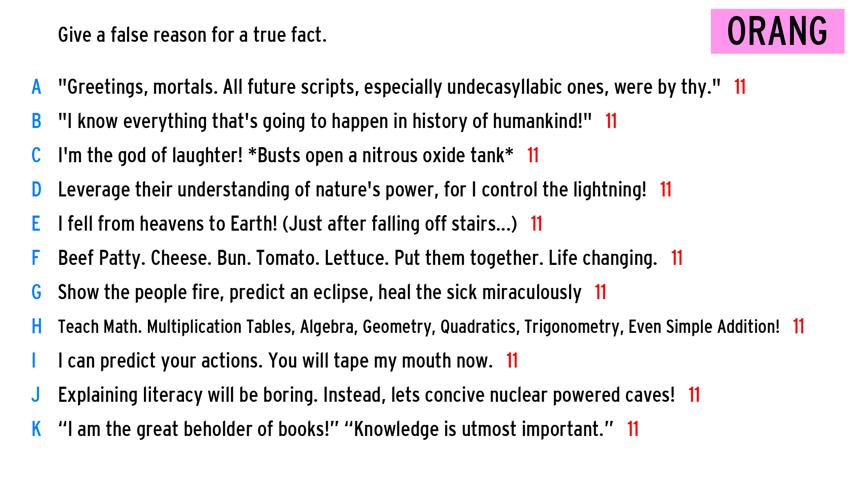 Give a false reason for a true fact.
ORANG
A "Greetings, mortals. All future scripts, especially undecasyllabic ones, were by thy." 11
B "I know everything that's going to happen in history of humankind!" 11
C I'm the god of laughter! *Busts open a nitrous oxide tank* 11
D Leverage their understanding of nature's power, for I control the lightning! 11
E I fell from heavens to Earth! (Just after falling off stairs...) 11
F Beef Patty. Cheese. Bun. Tomato. Lettuce. Put them together. Life changing. 11
G Show the people fire, predict an eclipse, heal the sick miraculously 11
H Teach Math. Multiplication Tables, Algebra, Geometry, Quadratics, Trigonometry, Even Simple Addition! 11
I I can predict your actions. You will tape my mouth now. 11
J Explaining literacy will be boring. Instead, lets concive nuclear powered caves! 11
K “I am the great beholder of books!” “Knowledge is utmost important.” 11